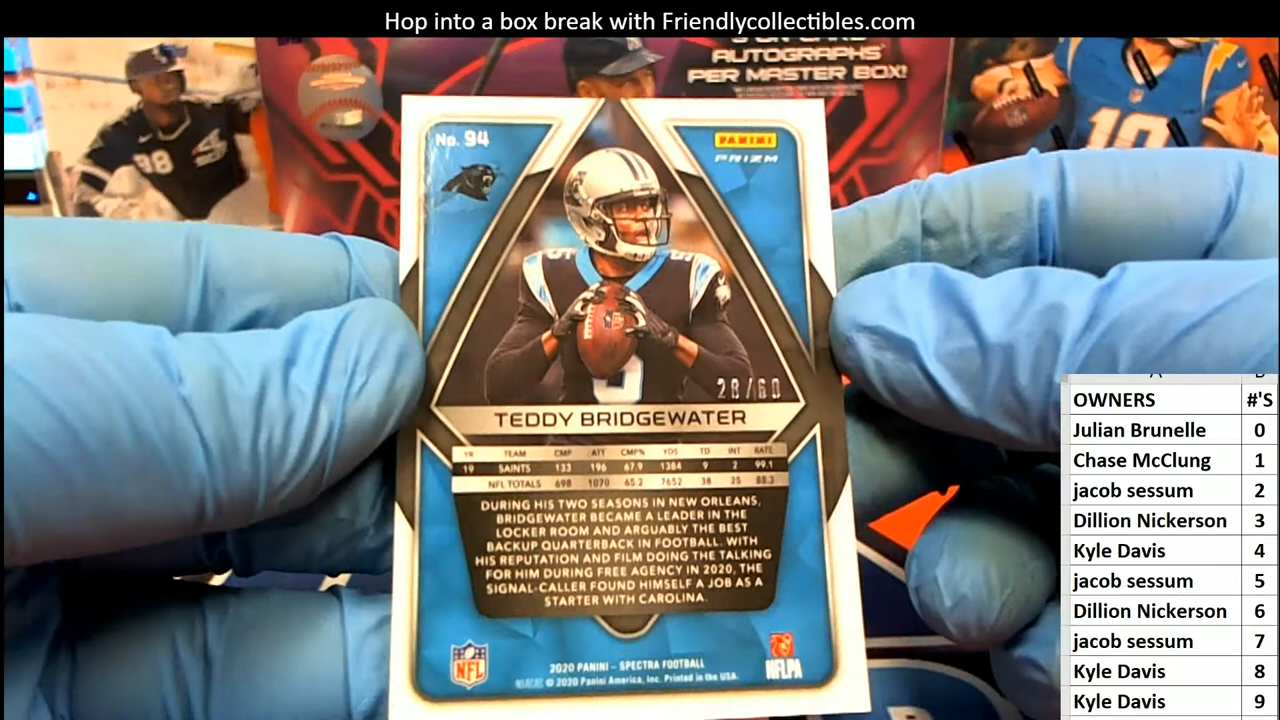 Hop into a box break with Friendlycollectibles.com
AUTOGRAPHS
PER MASTER BOX!
98
10
No. 94
PANINI
PRIZM
28/60
TEDDY BRIDGEWATER
YR TEAM CMP ATT CMP% YDS TD INT RATE
19 SAINTS 133 196 67.9 1384 9 2 99.1
NFL TOTALS 698 1070 65.2 7652 38 25 88.3
DURING HIS TWO SEASONS IN NEW ORLEANS,
BRIDGEWATER BECAME A LEADER IN THE
LOCKER ROOM AND ARGUABLY THE BEST
BACKUP QUARTERBACK IN FOOTBALL. WITH
HIS REPUTATION AND FILM DOING THE TALKING
FOR HIM DURING FREE AGENCY IN 2020, THE
SIGNAL-CALLER FOUND HIMSELF A JOB AS A
STARTER WITH CAROLINA.
NFL
NFLPA
2020 PANINI - SPECTRA FOOTBALL
© 2020 Panini America, Inc. Printed in the USA.
OWNERS #'S
Julian Brunelle 0
Chase McClung 1
jacob sessum 2
Dillion Nickerson 3
Kyle Davis 4
jacob sessum 5
Dillion Nickerson 6
jacob sessum 7
Kyle Davis 8
Kyle Davis 9